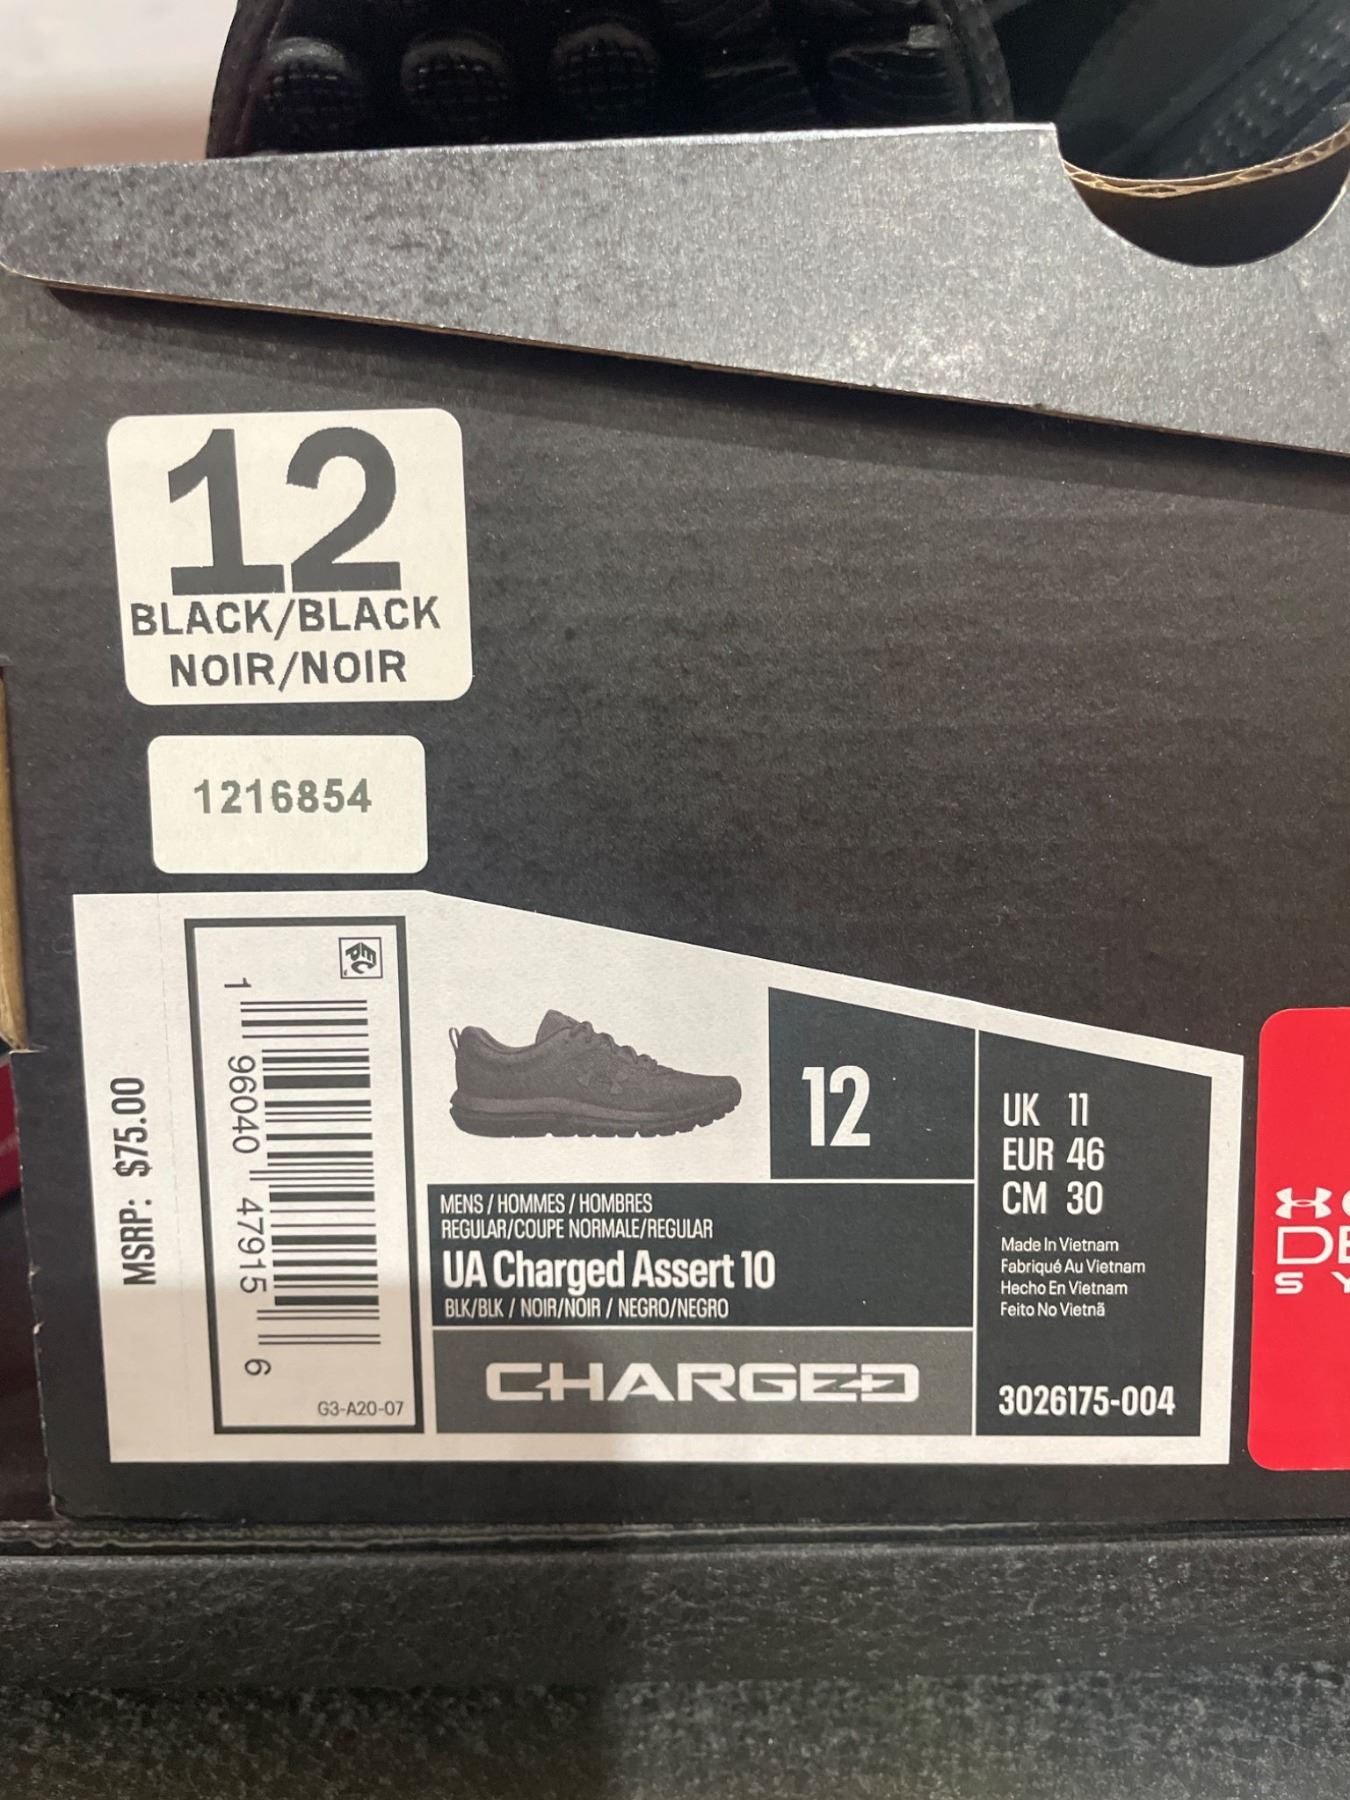 12
BLACK/BLACK
NOIR/NOIR
1216854
MSRP: $75.00
EPC
1 96040 47915 6
G3-A20-07
12
UK 11
EUR 46
CM 30
Made In Vietnam
Fabriqué Au Vietnam
Hecho En Vietnam
Feito No Vietnã
3026175-004
MENS / HOMMES / HOMBRES
REGULAR/COUPE NORMALE/REGULAR
UA Charged Assert 10
BLK/BLK / NOIR/NOIR / NEGRO/NEGRO
CHARGED